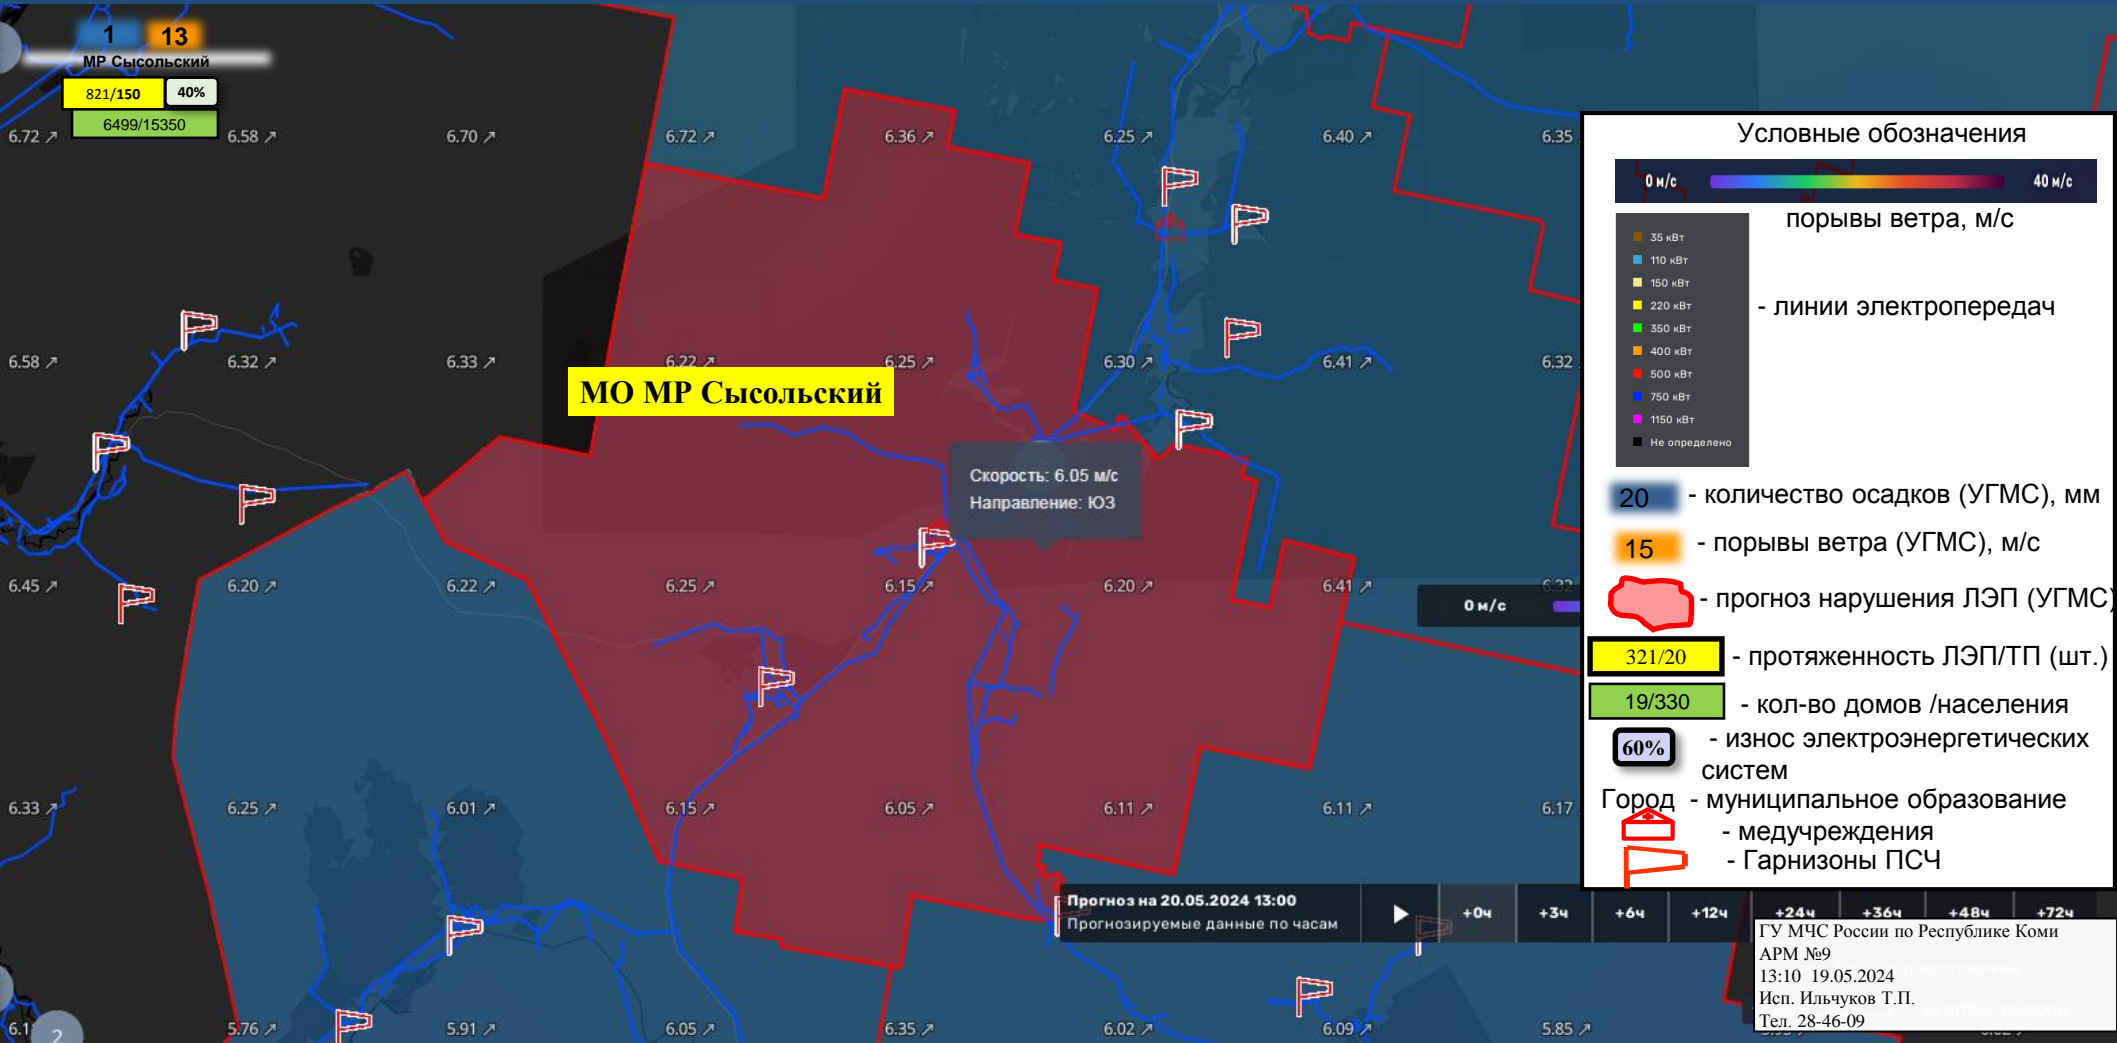 1 13
МР Сысольский
821/150 40%
6499/15350
6.72 ↗ 6.58 ↗ 6.70 ↗ 6.72 ↗ 6.36 ↗ 6.25 ↗ 6.40 ↗ 6.35
6.58 ↗ 6.32 ↗ 6.33 ↗ 6.22 ↗ 6.25 ↗ 6.30 ↗ 6.41 ↗ 6.32
МО МР Сысольский
Скорость: 6.05 м/с
Направление: ЮЗ
6.45 ↗ 6.20 ↗ 6.22 ↗ 6.25 ↗ 6.15 ↗ 6.20 ↗ 6.41 ↗ 6.32
0 м/с
6.33 ↗ 6.25 ↗ 6.01 ↗ 6.15 ↗ 6.05 ↗ 6.11 ↗ 6.11 ↗ 6.17
Прогноз на 20.05.2024 13:00
Прогнозируемые данные по часам
+0ч +3ч +6ч +12ч +24ч +36ч +48ч +72ч
2 5.76 ↗ 5.91 ↗ 6.05 ↗ 6.35 ↗ 6.02 ↗ 6.09 ↗ 5.85 ↗
Условные обозначения
0 м/с 40 м/с
порывы ветра, м/с
35 кВт
110 кВт
150 кВт
220 кВт
350 кВт
400 кВт
500 кВт
750 кВт
1150 кВт
Не определено
- линии электропередач
20 - количество осадков (УГМС), мм
15 - порывы ветра (УГМС), м/с
- прогноз нарушения ЛЭП (УГМС)
321/20 - протяженность ЛЭП/ТП (шт.)
19/330 - кол-во домов /населения
60% - износ электроэнергетических
систем
Город - муниципальное образование
- медучреждения
- Гарнизоны ПСЧ
ГУ МЧС России по Республике Коми
АРМ №9
13:10 19.05.2024
Исп. Ильчуков Т.П.
Тел. 28-46-09